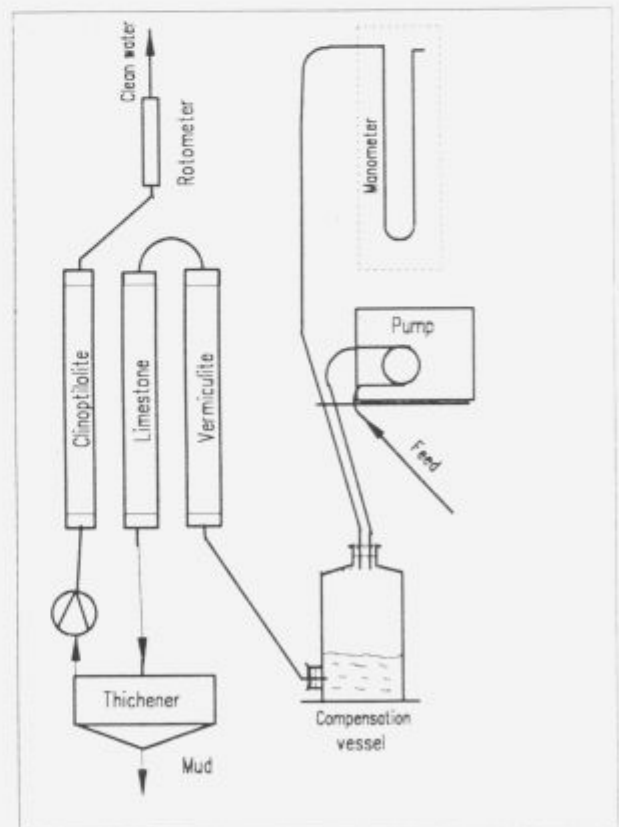 Clean water
Rotometer
Manometer
Pump
Feed
Clinoptilolite
Limestone
Vermiculite
Thichener
Mud
Compensation
vessel